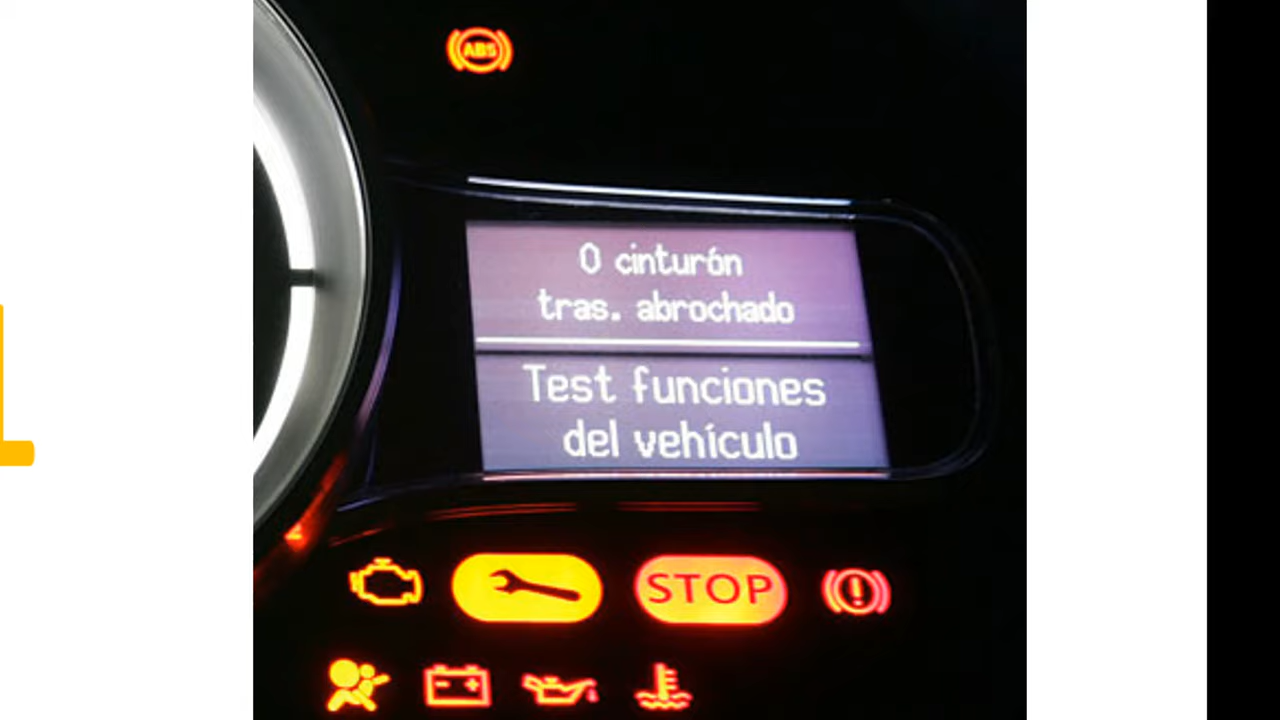 ABS
0 cinturón
tras. abrochado
Test funciones
del vehículo
STOP